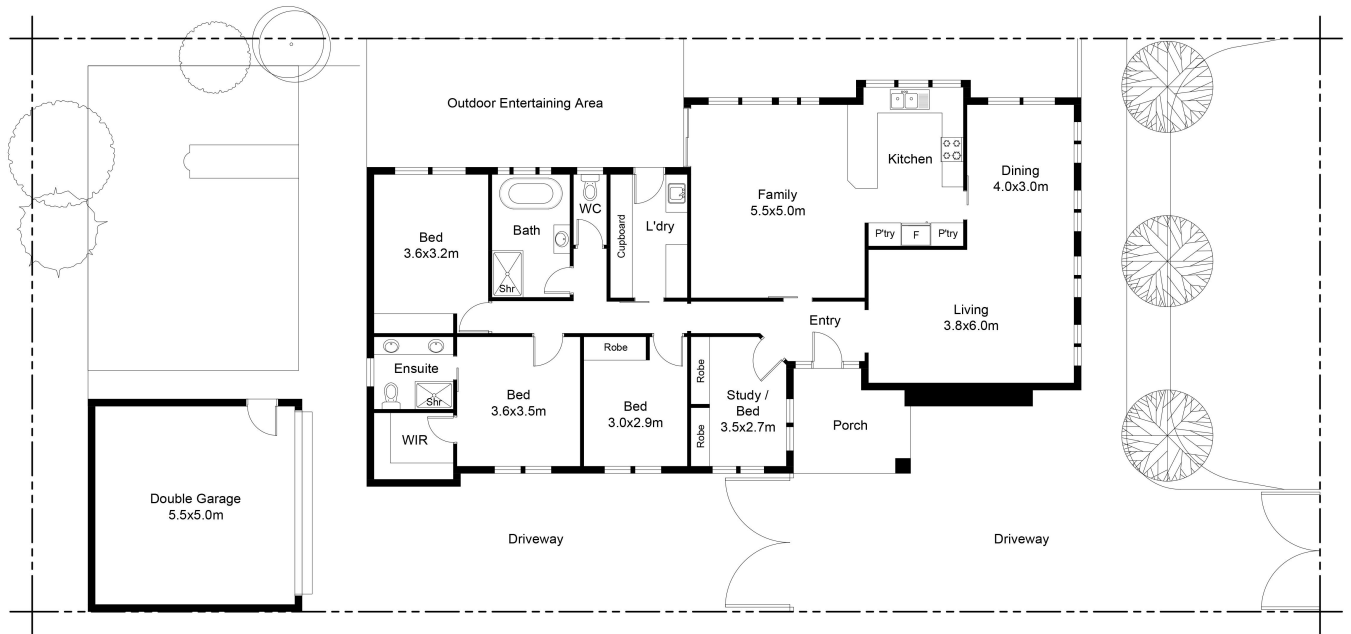 Outdoor Entertaining Area
Kitchen
Dining
4.0x3.0m
Family
5.5x5.0m
WC
Bath
Cupboard
L'dry
Bed
3.6x3.2m
P'try
F
P'try
Shr
Living
3.8x6.0m
Entry
Robe
Ensuite
Shr
Robe
Bed
3.6x3.5m
Bed
3.0x2.9m
Study /
Bed
3.5x2.7m
Robe
Porch
WIR
Double Garage
5.5x5.0m
Driveway
Driveway